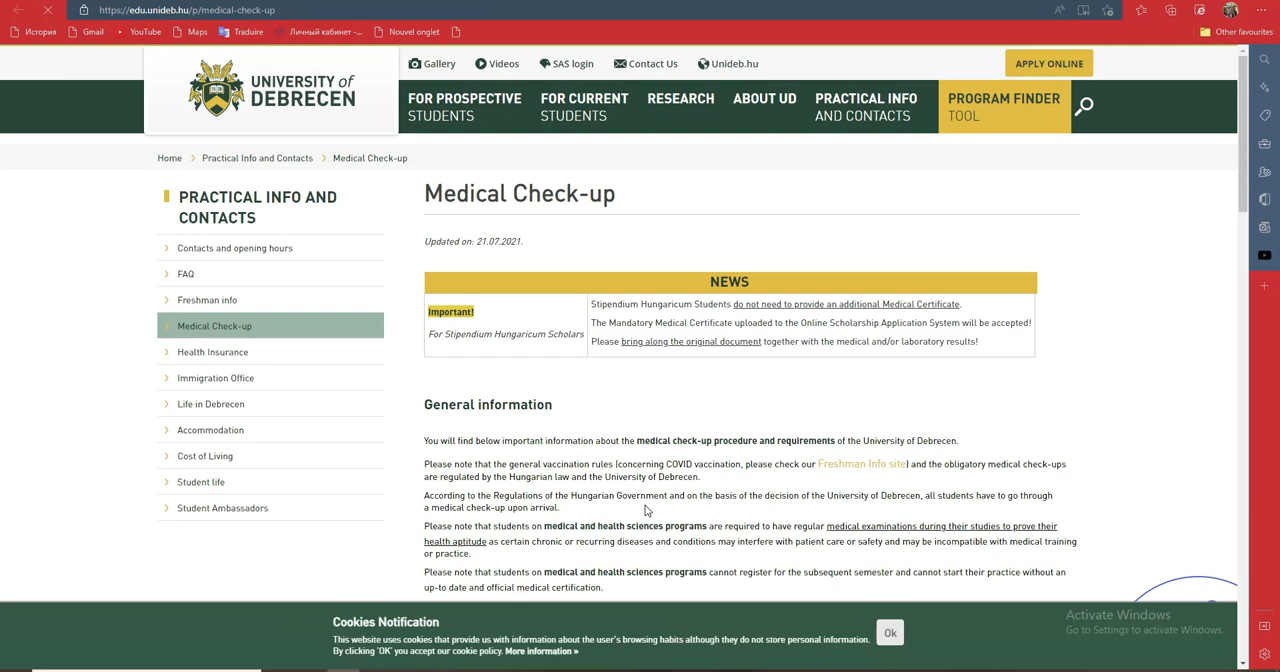 https://edu.unideb.hu/p/medical-check-up
История Gmail YouTube Maps Traduire Личный кабинет -... Nouvel onglet Other favourites
Gallery Videos SAS login Contact Us Unideb.hu APPLY ONLINE
UNIVERSITY of
DEBRECEN
FOR PROSPECTIVE
STUDENTS
FOR CURRENT
STUDENTS
RESEARCH
ABOUT UD
PRACTICAL INFO
AND CONTACTS
PROGRAM FINDER
TOOL
Home Practical Info and Contacts Medical Check-up
PRACTICAL INFO AND
CONTACTS
Contacts and opening hours
FAQ
Freshman info
Medical Check-up
Health Insurance
Immigration Office
Life in Debrecen
Accommodation
Cost of Living
Student life
Student Ambassadors
Medical Check-up
Updated on: 21.07.2021.
NEWS
Important!
For Stipendium Hungaricum Scholars
Stipendium Hungaricum Students do not need to provide an additional Medical Certificate.
The Mandatory Medical Certificate uploaded to the Online Scholarship Application System will be accepted!
Please bring along the original document together with the medical and/or laboratory results!
General information
You will find below important information about the medical check-up procedure and requirements of the University of Debrecen.
Please note that the general vaccination rules (concerning COVID vaccination, please check our Freshman Info site) and the obligatory medical check-ups
are regulated by the Hungarian law and the University of Debrecen.
According to the Regulations of the Hungarian Government and on the basis of the decision of the University of Debrecen, all students have to go through
a medical check-up upon arrival.
Please note that students on medical and health sciences programs are required to have regular medical examinations during their studies to prove their
health aptitude as certain chronic or recurring diseases and conditions may interfere with patient care or safety and may be incompatible with medical training
or practice.
Please note that students on medical and health sciences programs cannot register for the subsequent semester and cannot start their practice without an
up-to date and official medical certification.
Cookies Notification
This website uses cookies that provide us with information about the user's browsing habits although they do not store personal information.
By clicking 'OK' you accept our cookie policy. More information »
Ok
Activate Windows
Go to Settings to activate Windows.